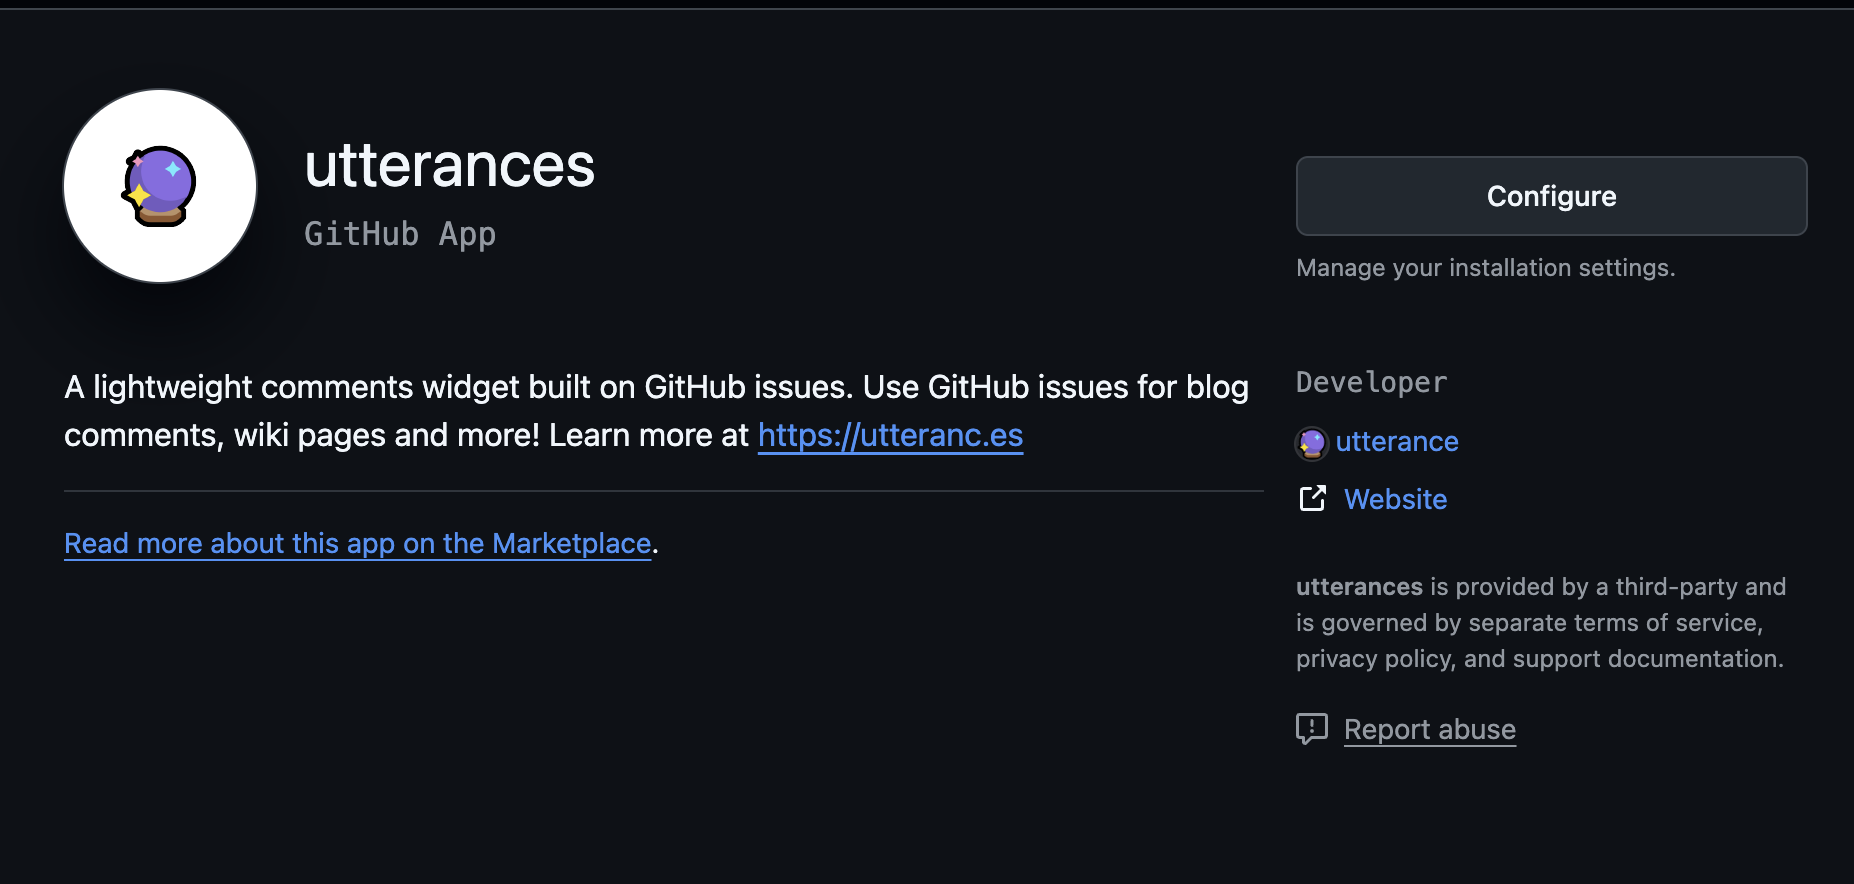 utterances
GitHub App
A lightweight comments widget built on GitHub issues. Use GitHub issues for blog
comments, wiki pages and more! Learn more at https://utteranc.es
Read more about this app on the Marketplace.
Configure
Manage your installation settings.
Developer
utterance
Website
utterances is provided by a third-party and
is governed by separate terms of service,
privacy policy, and support documentation.
Report abuse